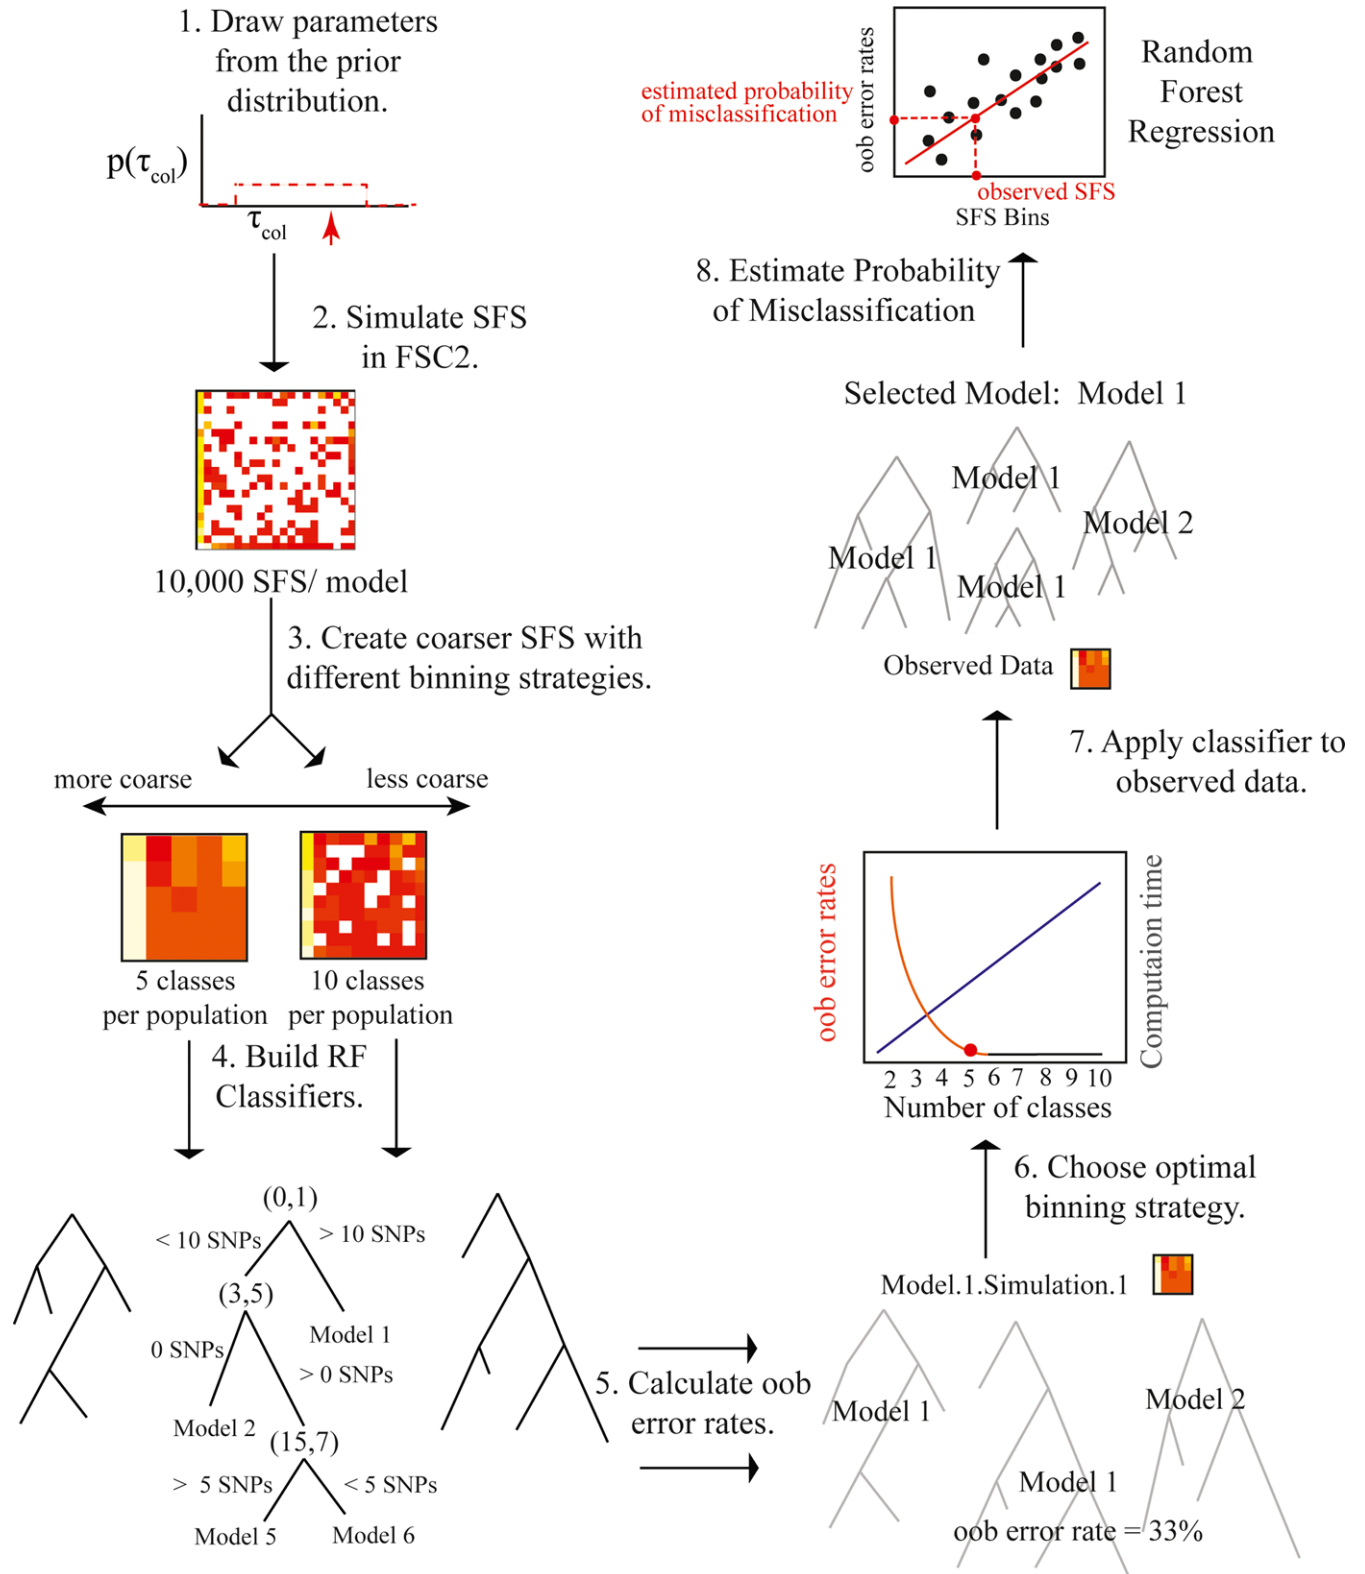 1. Draw parameters
from the prior
distribution.
p(τcol)
τcol
2. Simulate SFS
in FSC2.
10,000 SFS/ model
3. Create coarser SFS with
different binning strategies.
more coarse
less coarse
5 classes
per population
10 classes
per population
4. Build RF
Classifiers.
(0,1)
< 10 SNPs
> 10 SNPs
(3,5)
Model 1
0 SNPs
> 0 SNPs
Model 2
(15,7)
> 5 SNPs
< 5 SNPs
Model 5
Model 6
5. Calculate oob
error rates.
Model.1.Simulation.1
Model 1
Model 1
Model 2
oob error rate = 33%
6. Choose optimal
binning strategy.
oob error rates
Computaion time
2 3 4 5 6 7 8 9 10
Number of classes
7. Apply classifier to
observed data.
Observed Data
Model 1
Model 1
Model 1
Model 2
Selected Model: Model 1
8. Estimate Probability
of Misclassification
estimated probability
of misclassification
oob error rates
observed SFS
SFS Bins
Random
Forest
Regression